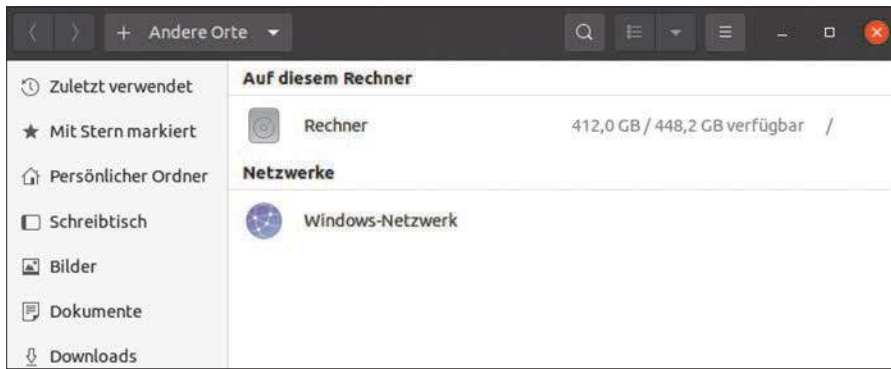 + Andere Orte
Zuletzt verwendet
Mit Stern markiert
Persönlicher Ordner
Schreibtisch
Bilder
Dokumente
Downloads
Auf diesem Rechner
Rechner 412,0 GB / 448,2 GB verfügbar /
Netzwerke
Windows-Netzwerk